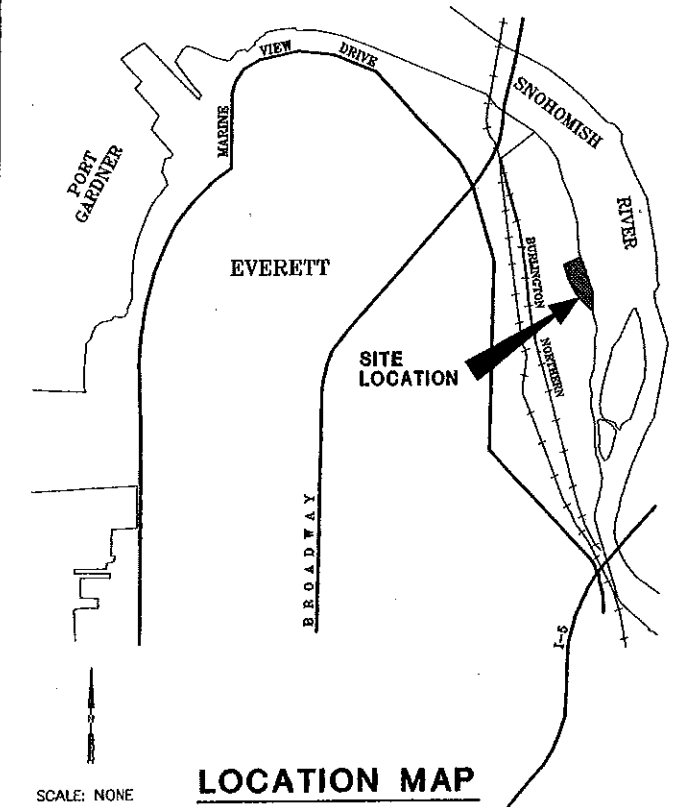 VIEW DRIVE
MARINE
SNOHOMISH
RIVER
PORT
GARDNER
EVERETT
BURLINGTON
NORTHERN
SITE
LOCATION
BROADWAY
I-5
N
SCALE: NONE
LOCATION MAP